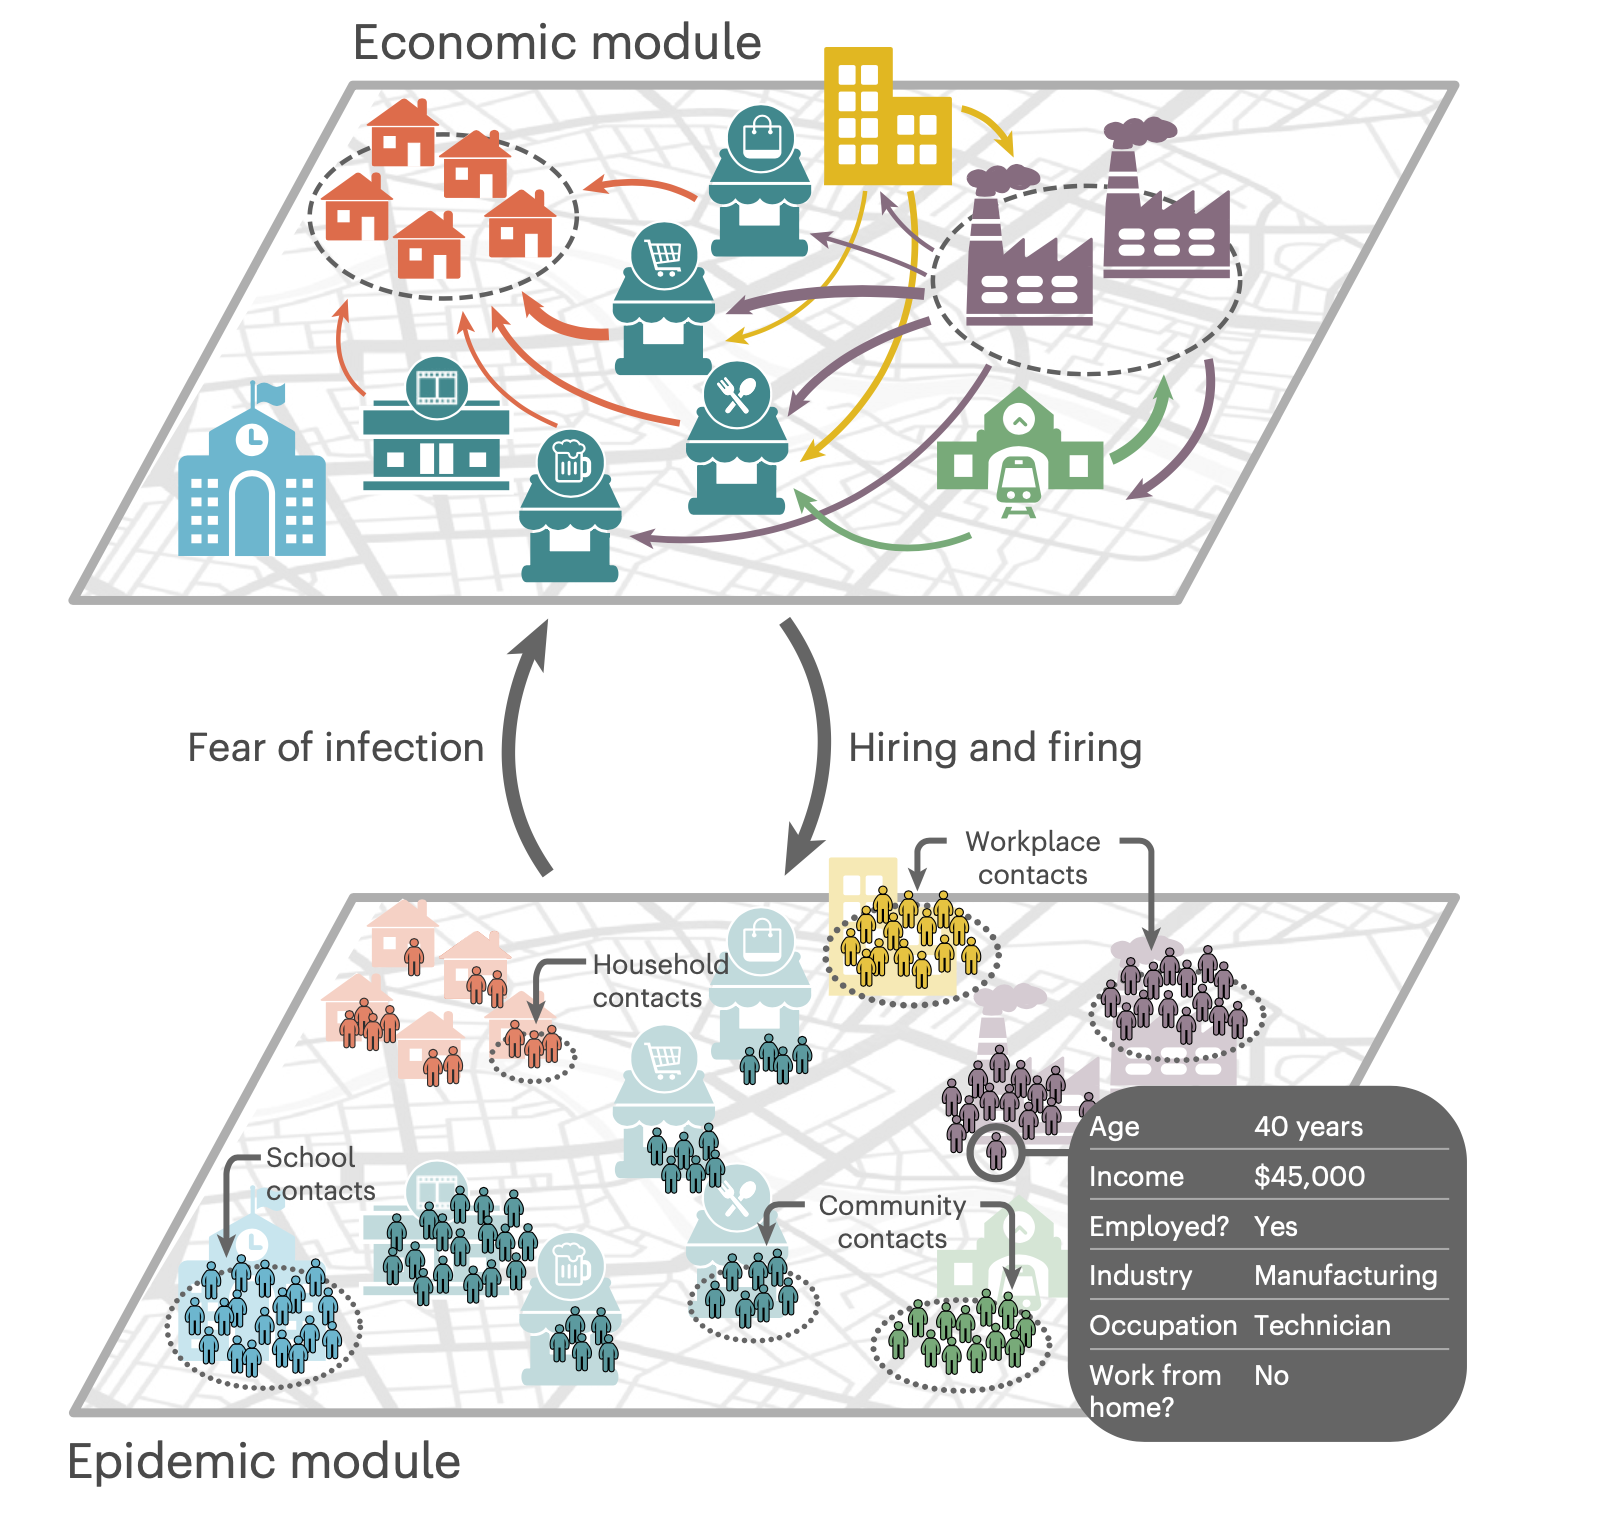 Economic module
Fear of infection
Hiring and firing
Workplace
contacts
Household
contacts
School
contacts
Community
contacts
Age 40 years
Income $45,000
Employed? Yes
Industry Manufacturing
Occupation Technician
Work from No
home?
Epidemic module